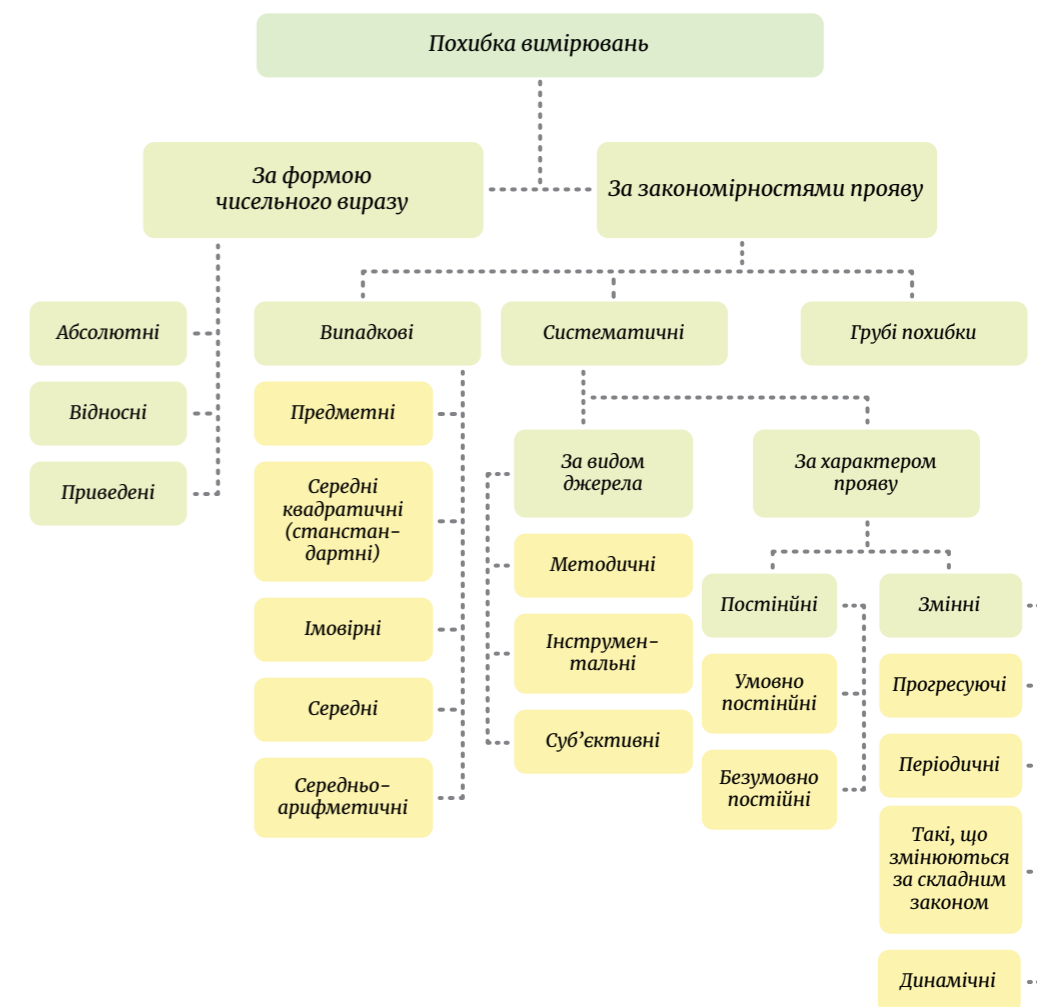 Похибка вимірювань
За формою
чисельного виразу
За закономірностями прояву
Абсолютні
Відносні
Приведені
Випадкові
Предметні
Середні
квадратичні
(станстан-
дартні)
Імовірні
Середні
Середньо-
арифметичні
Систематичні
За видом
джерела
Методичні
Інструмен-
тальні
Суб’єктивні
За характером
прояву
Постінйні
Умовно
постінйні
Безумовно
постійні
Змінні
Прогресуючі
Періодичні
Такі, що
змінюються
за складним
законом
Динамічні
Грубі похибки